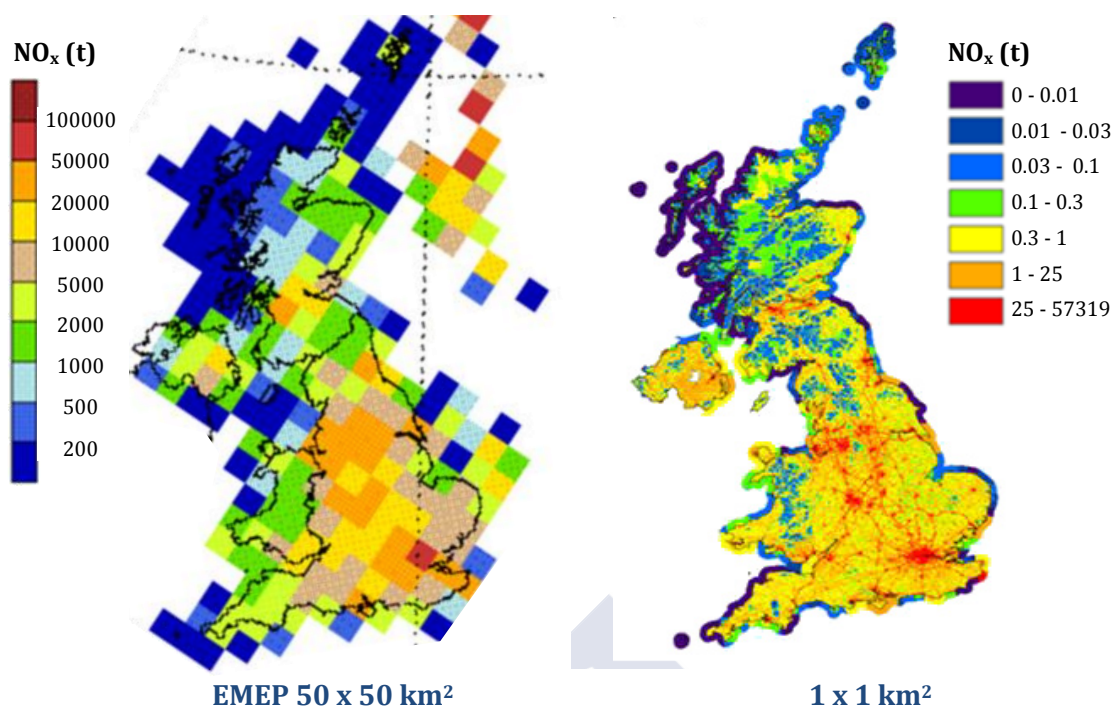 NOx (t)
100000
50000
20000
10000
5000
2000
1000
500
200
EMEP 50 x 50 km²
NOx (t)
0 - 0.01
0.01 - 0.03
0.03 - 0.1
0.1 - 0.3
0.3 - 1
1 - 25
25 - 57319
1 x 1 km²